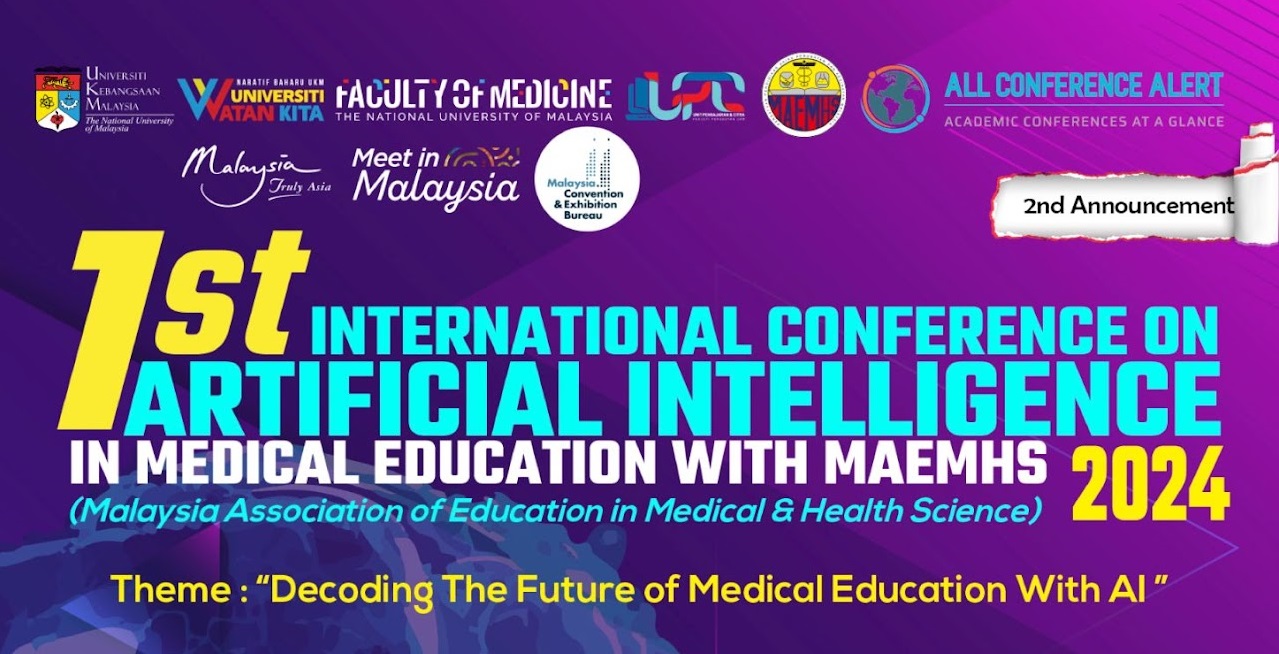 UNIVERSITI
KEBANGSAAN
MALAYSIA
The National University
of Malaysia
NARATIF BAHARU UKM
UNIVERSITI
WATAN KITA
FACULTY OF MEDICINE
THE NATIONAL UNIVERSITY OF MALAYSIA
UPC
MAEMHS
ALL CONFERENCE ALERT
ACADEMIC CONFERENCES AT A GLANCE
Malaysia
Truly Asia
Meet in
Malaysia
Malaysia
Convention
& Exhibition
Bureau
2nd Announcement
1st INTERNATIONAL CONFERENCE ON
ARTIFICIAL INTELLIGENCE
IN MEDICAL EDUCATION WITH MAEMHS 2024
(Malaysia Association of Education in Medical & Health Science)
Theme : “Decoding The Future of Medical Education With AI ”